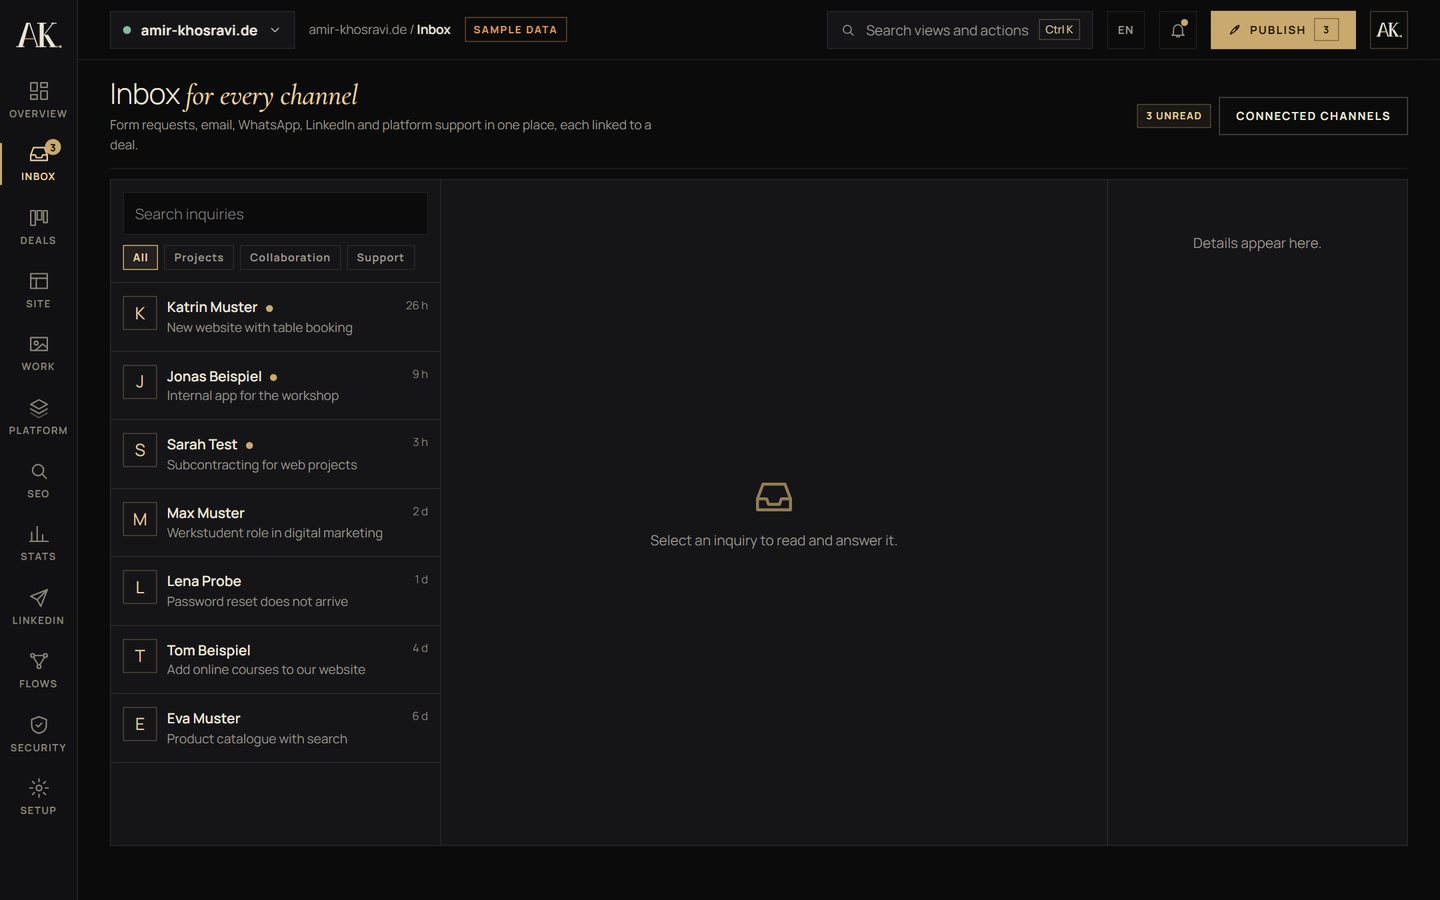 AK.
amir-khosravi.de
amir-khosravi.de / Inbox
SAMPLE DATA
Search views and actions
Ctrl K
EN
PUBLISH 3
AK.
OVERVIEW
3
INBOX
DEALS
SITE
WORK
PLATFORM
SEO
STATS
LINKEDIN
FLOWS
SECURITY
SETUP
Inbox for every channel
Form requests, email, WhatsApp, LinkedIn and platform support in one place, each linked to a
deal.
3 UNREAD
CONNECTED CHANNELS
Search inquiries
All
Projects
Collaboration
Support
K
Katrin Muster
26 h
New website with table booking
J
Jonas Beispiel
9 h
Internal app for the workshop
S
Sarah Test
3 h
Subcontracting for web projects
M
Max Muster
2 d
Werkstudent role in digital marketing
L
Lena Probe
1 d
Password reset does not arrive
T
Tom Beispiel
4 d
Add online courses to our website
E
Eva Muster
6 d
Product catalogue with search
Select an inquiry to read and answer it.
Details appear here.